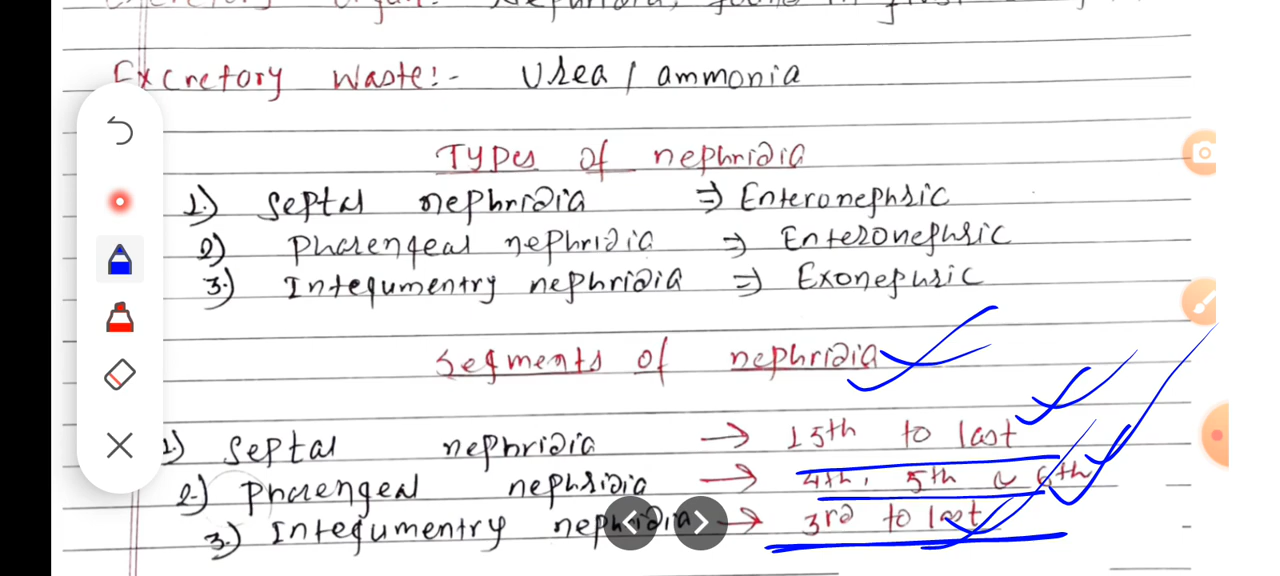 Excretory Waste:- Urea / ammonia
Types of nephridia
1.) Septal nephridia ⇒ Enteronephric
2) Pharengeal nephridia ⇒ Enteronephric
3.) Integumentry nephridia ⇒ Exonephric
Segments of nephridia
1.) Septal nephridia → 15th to last
2.) Pharengeal nephridia → 4th, 5th & 6th
3.) Integumentry nephridia → 3rd to last